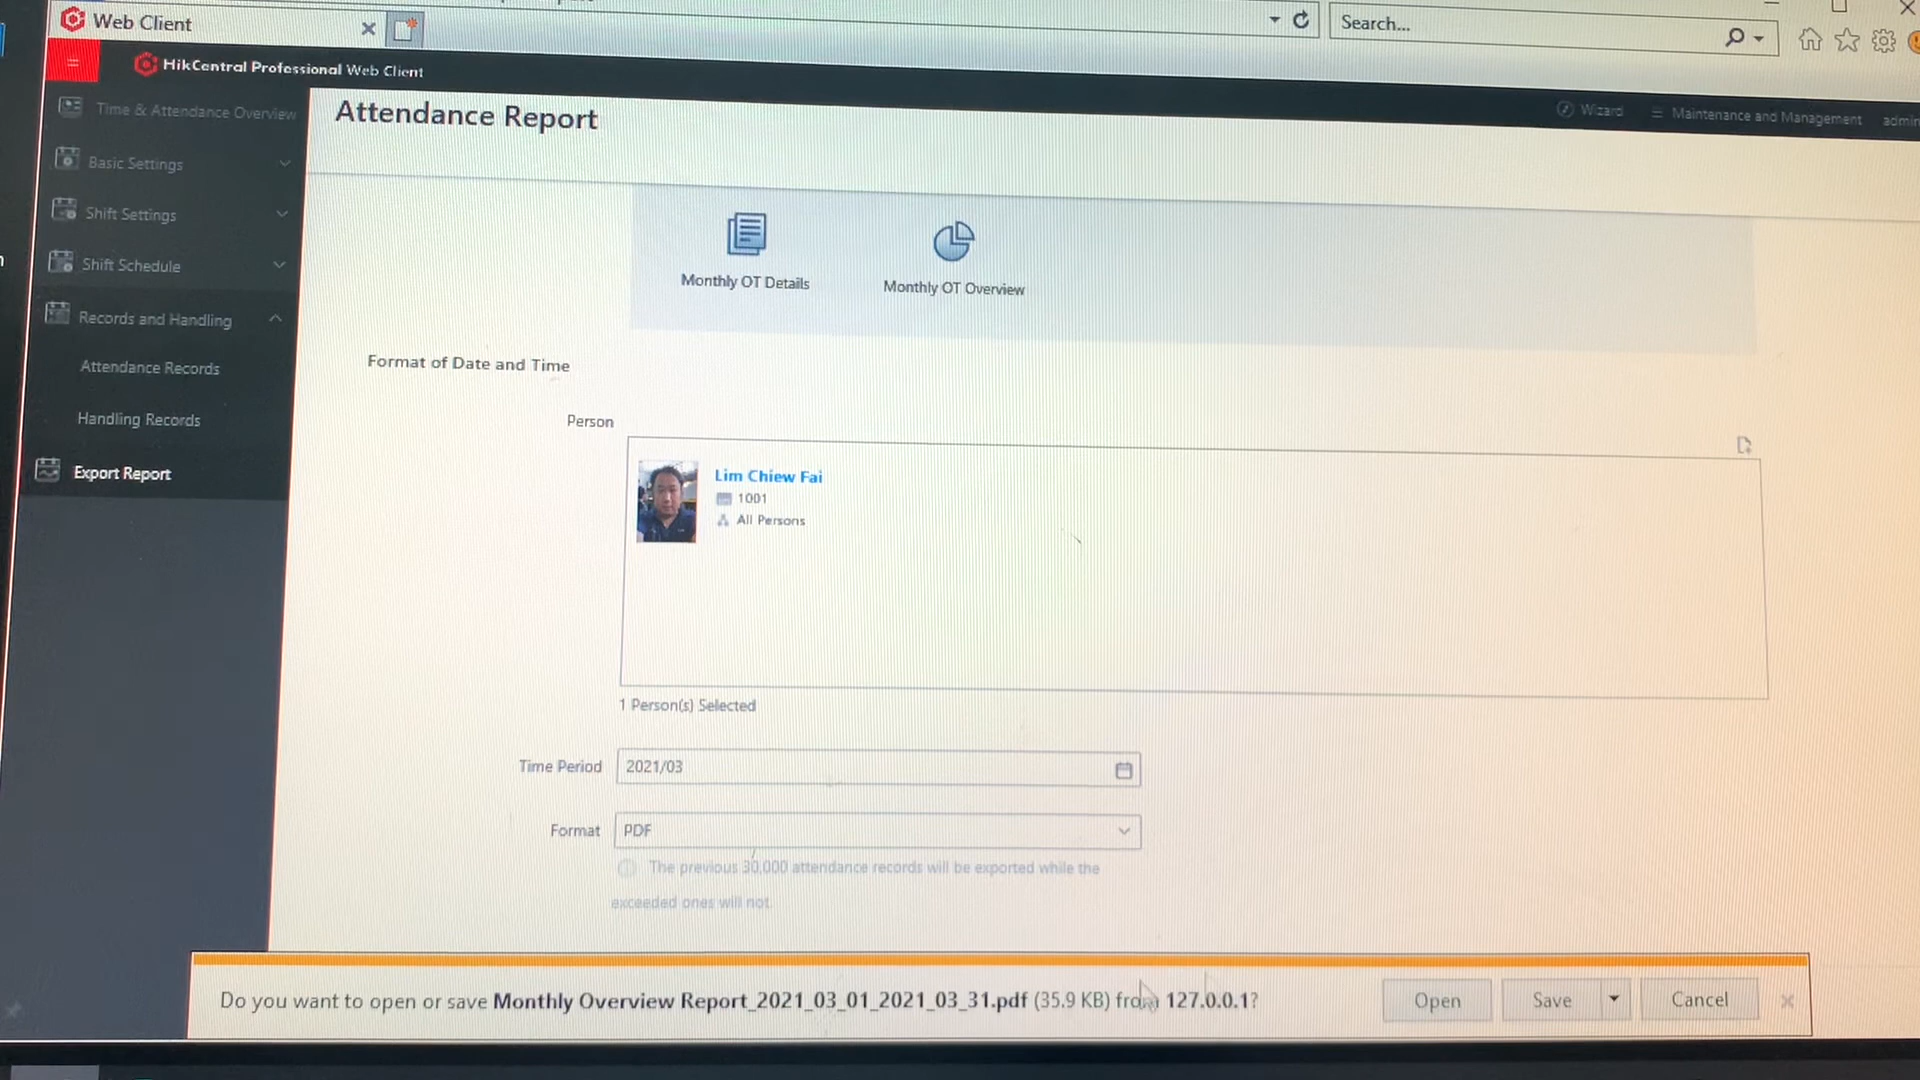 Web Client
Search...
HikCentral Professional Web Client
Wizard
Maintenance and Management
admin
Time & Attendance Overview
Basic Settings
Shift Settings
Shift Schedule
Records and Handling
Attendance Records
Handling Records
Export Report
Attendance Report
Monthly OT Details
Monthly OT Overview
Format of Date and Time
Person
Lim Chiew Fai
1001
All Persons
1 Person(s) Selected
Time Period
2021/03
Format
PDF
The previous 30,000 attendance records will be exported while the
exceeded ones will not.
Do you want to open or save Monthly Overview Report_2021_03_01_2021_03_31.pdf (35.9 KB) from 127.0.0.1?
Open
Save
Cancel